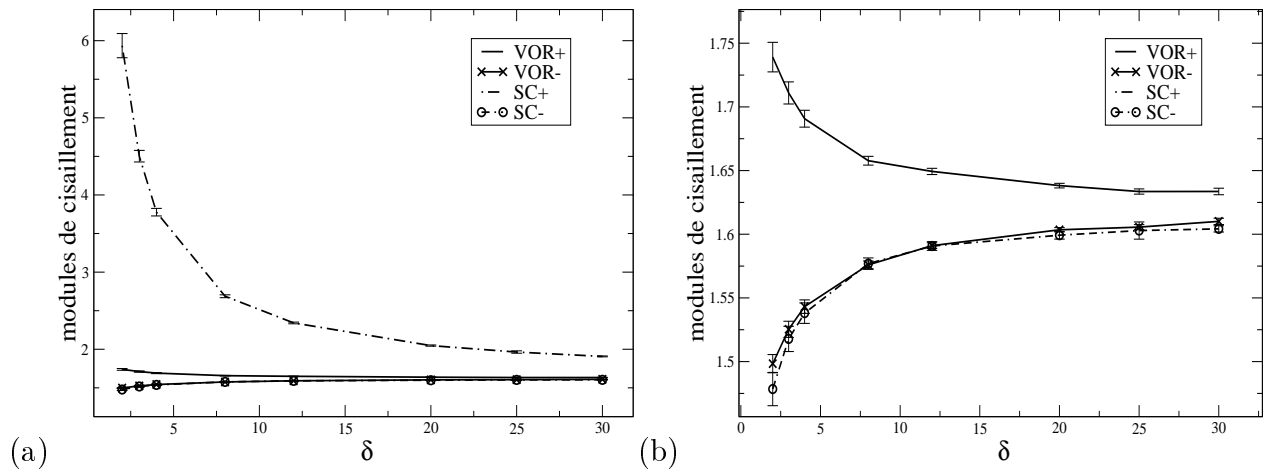 6
5
4
3
2
modules de cisaillement
VOR+
VOR-
SC+
SC-
5
10
15
20
25
30
δ
(a)
1.75
1.7
1.65
1.6
1.55
1.5
modules de cisaillement
VOR+
VOR-
SC+
SC-
0
5
10
15
20
25
30
δ
(b)